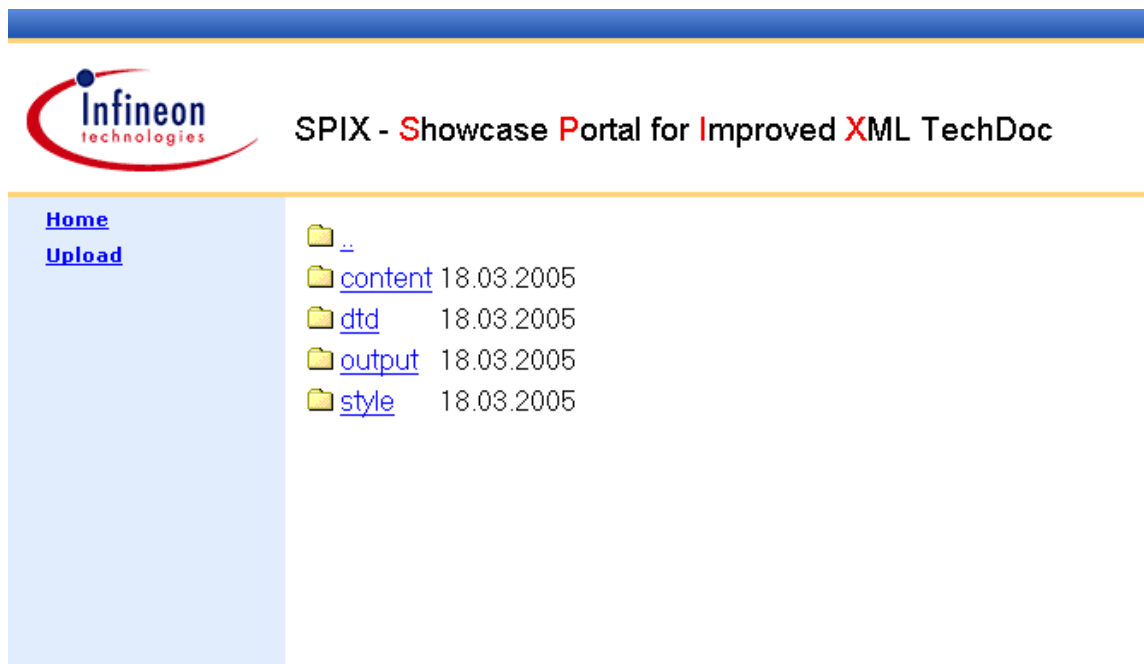 Infineon
technologies
SPIX - Showcase Portal for Improved XML TechDoc
Home
Upload
..
content 18.03.2005
dtd 18.03.2005
output 18.03.2005
style 18.03.2005